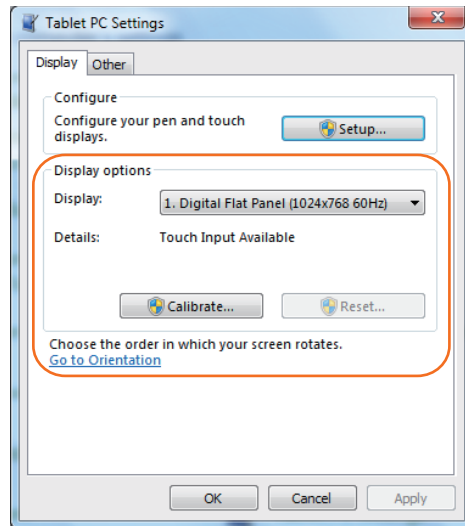 Tablet PC Settings
Display Other
Configure
Configure your pen and touch
displays.
Setup...
Display options
Display: 1. Digital Flat Panel (1024x768 60Hz)
Details: Touch Input Available
Calibrate... Reset...
Choose the order in which your screen rotates.
Go to Orientation
OK Cancel Apply